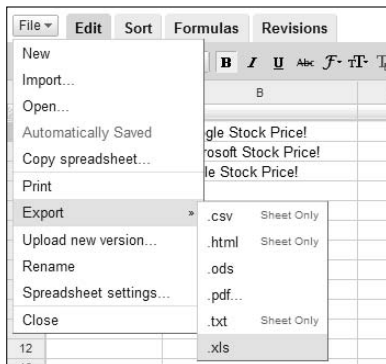 File Edit Sort Formulas Revisions
B I U Abc F TT
New
Import...
Open...
Automatically Saved
Copy spreadsheet...
Print
Export »
Upload new version...
Rename
Spreadsheet settings...
Close
B
gle Stock Price!
rosoft Stock Price!
le Stock Price!
.csv Sheet Only
.html Sheet Only
.ods
.pdf...
.txt Sheet Only
.xls
12